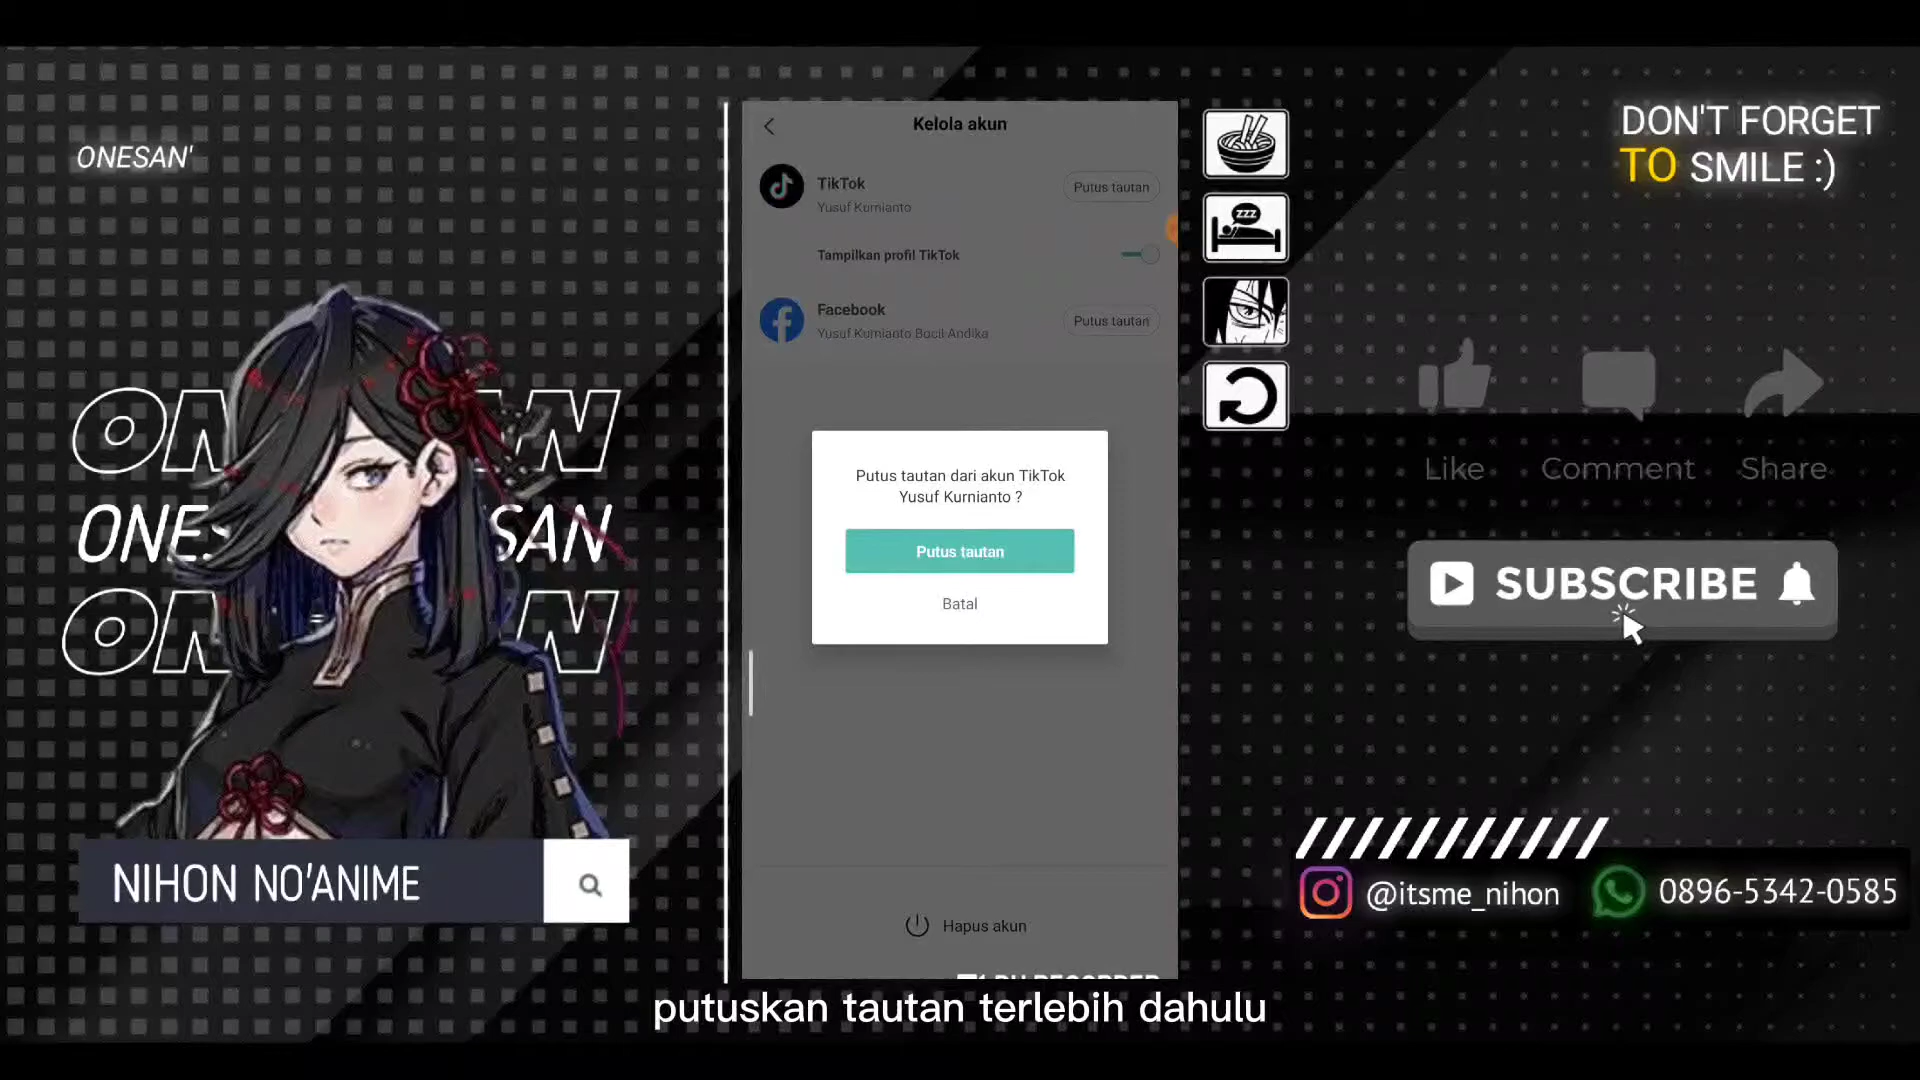 ONESAN'
NIHON NO'ANIME
Kelola akun
TikTok
Yusuf Kurnianto
Putus tautan
Tampilkan profil TikTok
Facebook
Yusuf Kurnianto Bocil Andika
Putus tautan
Putus tautan dari akun TikTok
Yusuf Kurnianto ?
Putus tautan
Batal
Hapus akun
putuskan tautan terlebih dahulu
ZZZ
DON'T FORGET
TO SMILE :)
Like Comment Share
SUBSCRIBE
@itsme_nihon 0896-5342-0585